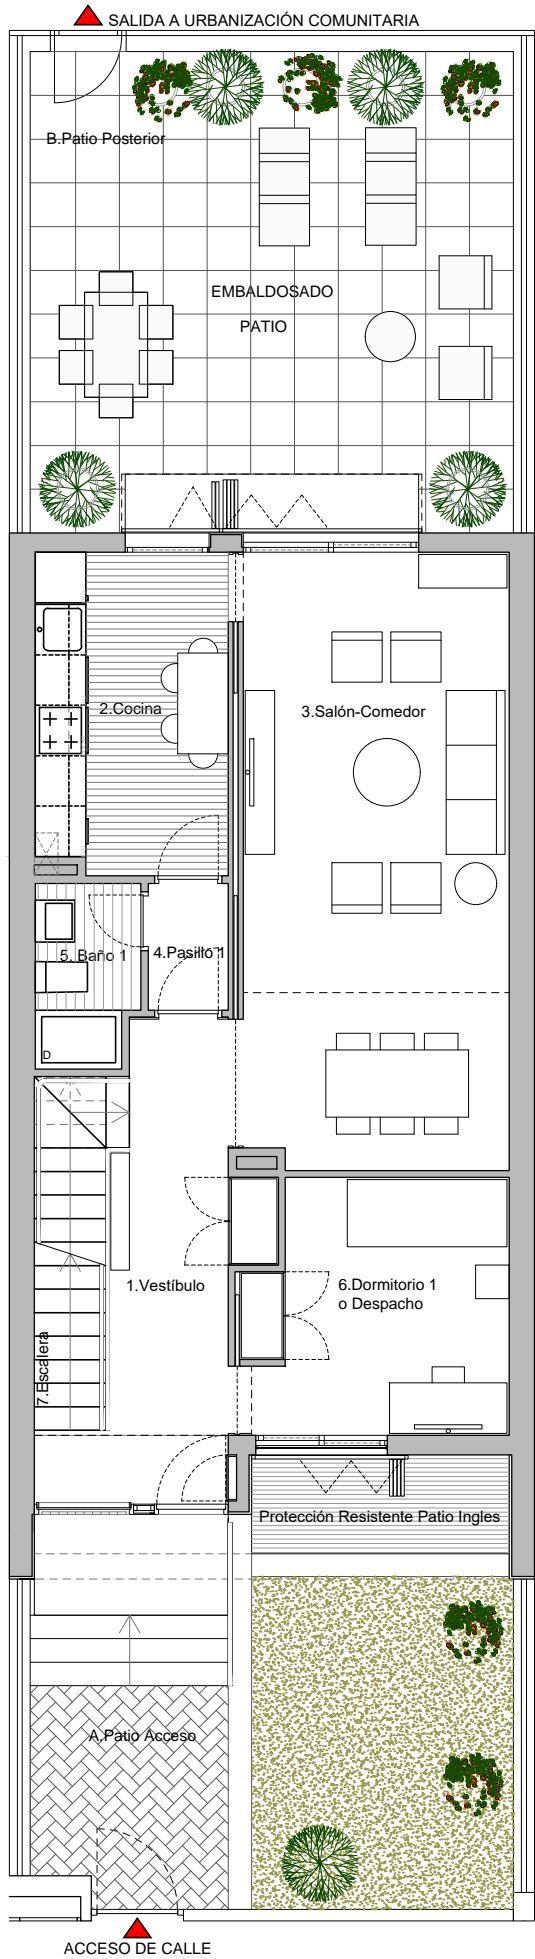 SALIDA A URBANIZACIÓN COMUNITARIA
B.Patio Posterior
EMBALDOSADO
PATIO
2.Cocina
3.Salón-Comedor
5. Baño 1
4.Pasillo 1
D
1.Vestíbulo
6.Dormitorio 1
o Despacho
7.Escalera
Protección Resistente Patio Ingles
A.Patio Acceso
ACCESO DE CALLE